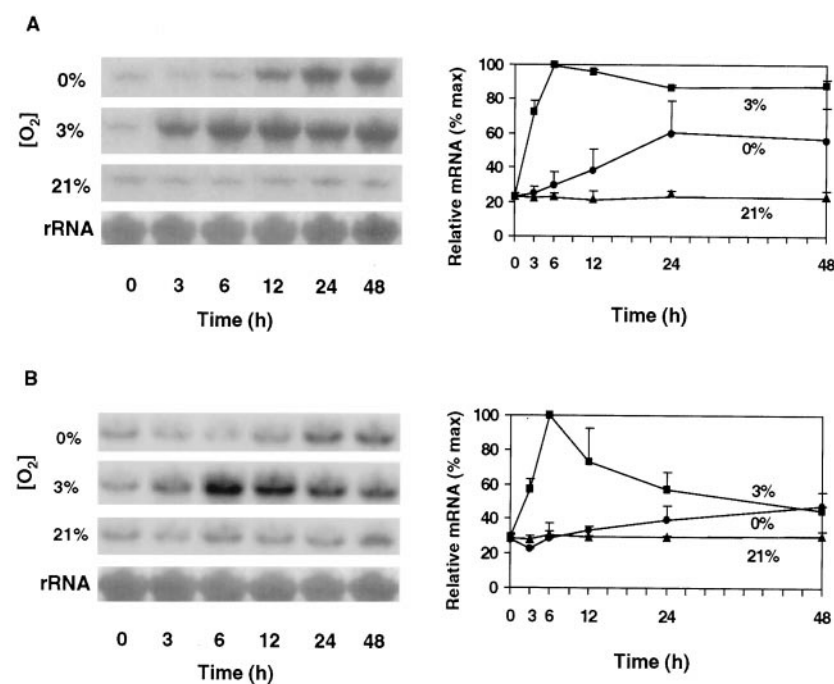 A
[O2]
0%
3%
21%
rRNA
0 3 6 12 24 48
Time (h)
Relative mRNA (% max)
100
80
60
40
20
0
3%
0%
21%
0 3 6 12 24 48
Time (h)
B
[O2]
0%
3%
21%
rRNA
0 3 6 12 24 48
Time (h)
Relative mRNA (% max)
100
80
60
40
20
0
3%
0%
21%
0 3 6 12 24 48
Time (h)